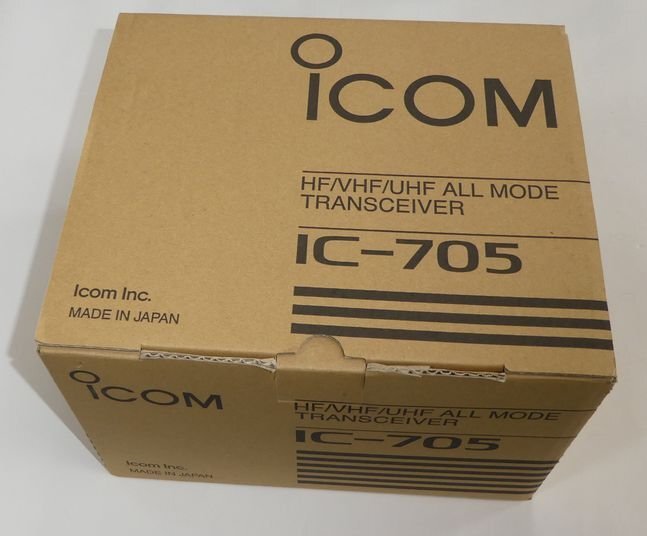 ICOM
HF/VHF/UHF ALL MODE
TRANSCEIVER
IC-705
Icom Inc.
MADE IN JAPAN
ICOM
HF/VHF/UHF ALL MODE
TRANSCEIVER
IC-705
Icom Inc.
MADE IN JAPAN